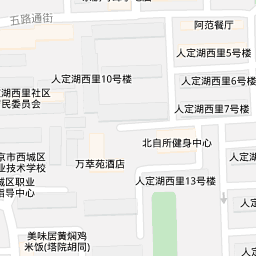 五路通街
阿范餐厅
人定湖西里5号楼
人定湖西里10号楼
人定湖西里6号楼
湖西里社区
民委员会
人定湖西里7号楼
北自所健身中心
京市西城区
业技术学校
万萃苑酒店
人定湖西里13号楼
城区职业
指导中心
美味居黄焖鸡
米饭(塔院胡同)